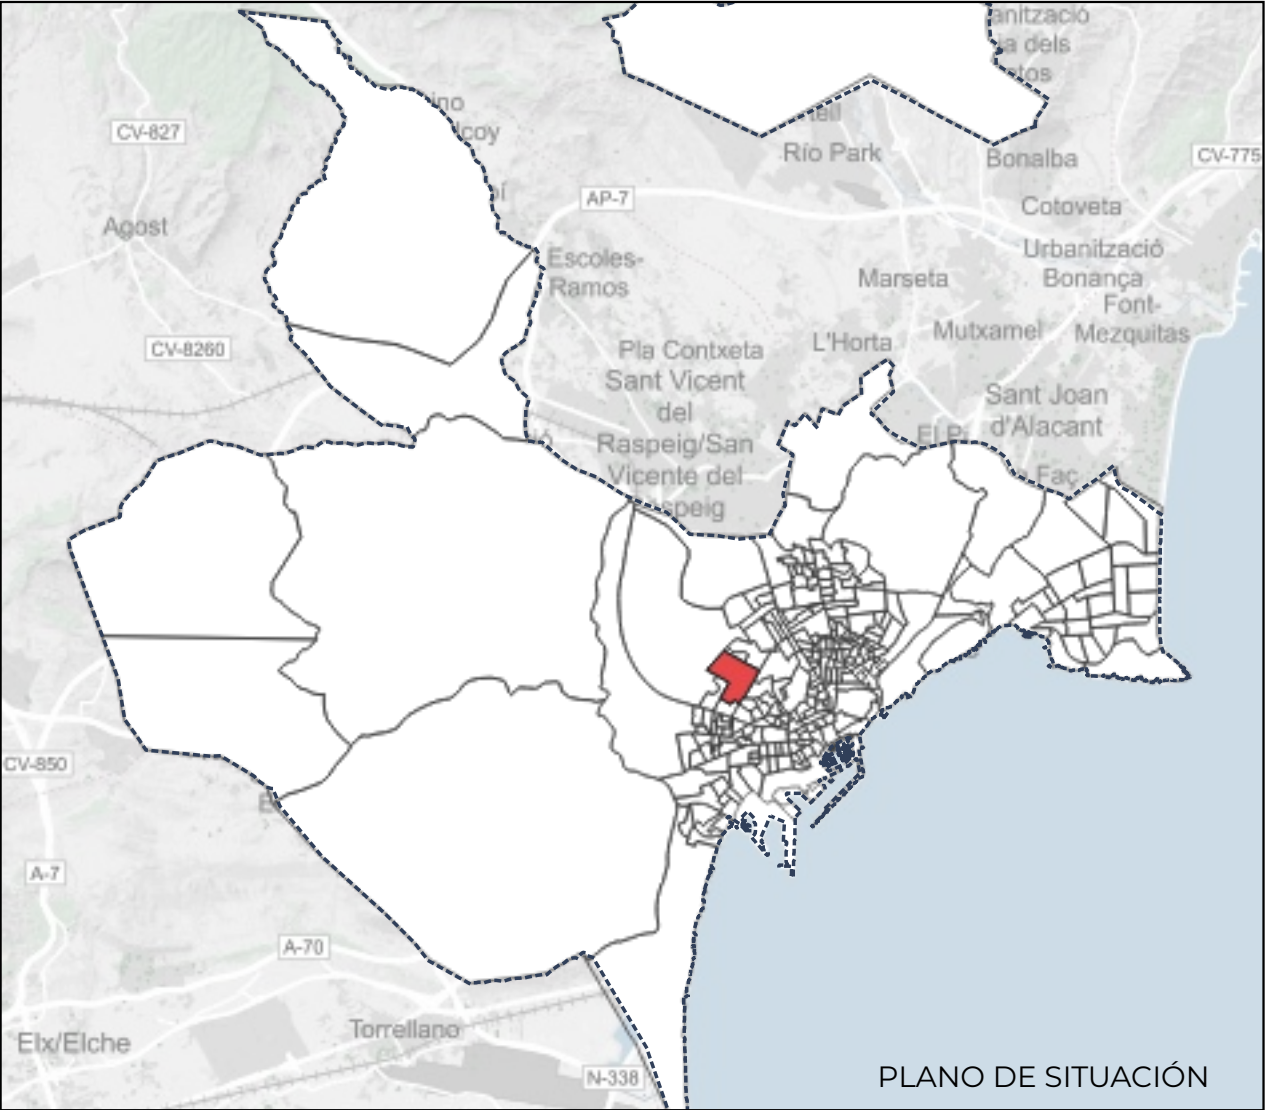 CV-827
Río Park
Bonalba
CV-775
Agost
AP-7
Cotoveta
Escoles-
Ramos
Marseta
Urbanització
Bonança
Font-
Mezquitas
CV-8260
L'Horta
Mutxamel
Pla Contxeta
Sant Vicent
del
Raspeig/San
Vicente del
Sant Joan
d'Alacant
CV-850
A-7
A-70
Elx/Elche
Torrellano
N-338
PLANO DE SITUACIÓN